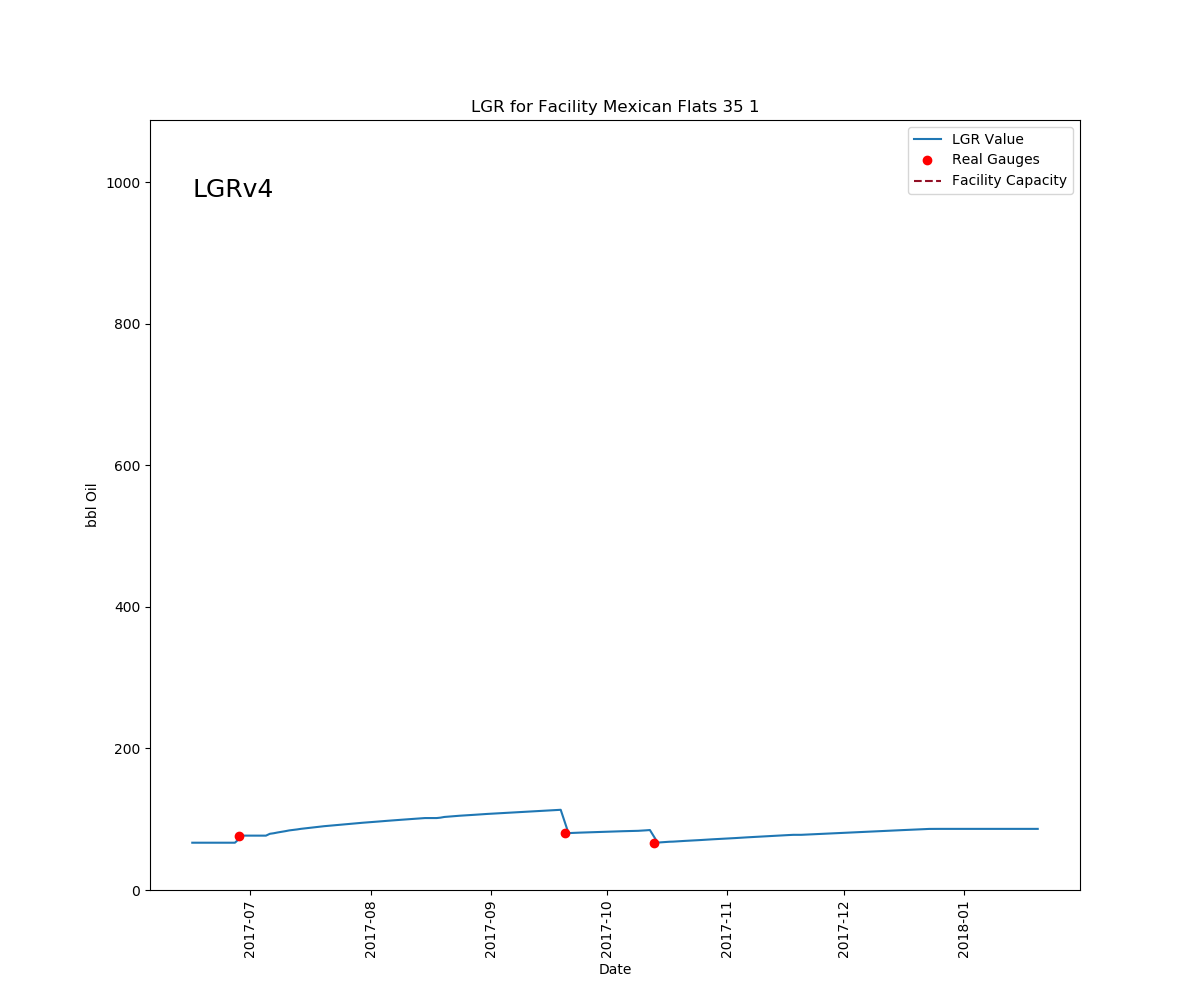 LGR for Facility Mexican Flats 35 1
LGR Value
Real Gauges
Facility Capacity
LGRv4
1000
800
600
400
200
0
bbl Oil
2017-07
2017-08
2017-09
2017-10
2017-11
2017-12
2018-01
Date